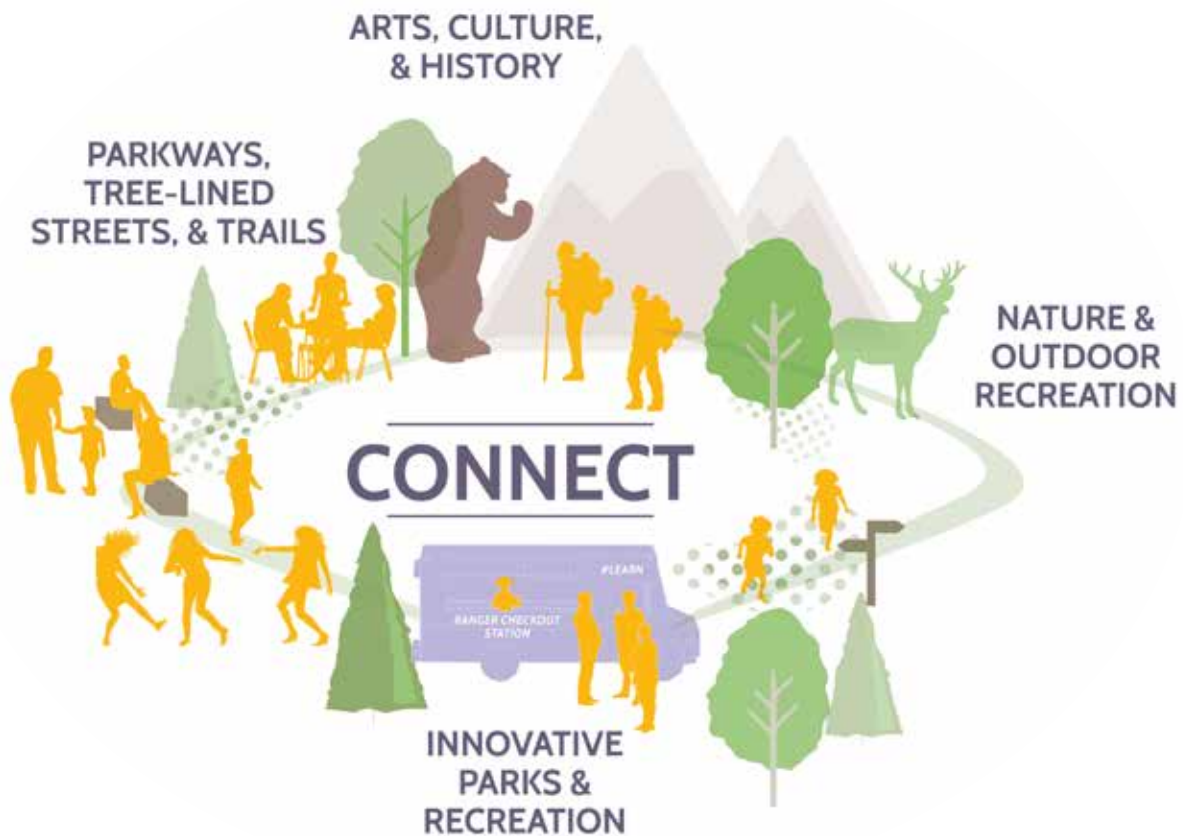 ARTS, CULTURE,
& HISTORY
PARKWAYS,
TREE-LINED
STREETS, & TRAILS
NATURE &
OUTDOOR
RECREATION
CONNECT
#LEARN
RANGER CHECKOUT
STATION
INNOVATIVE
PARKS &
RECREATION